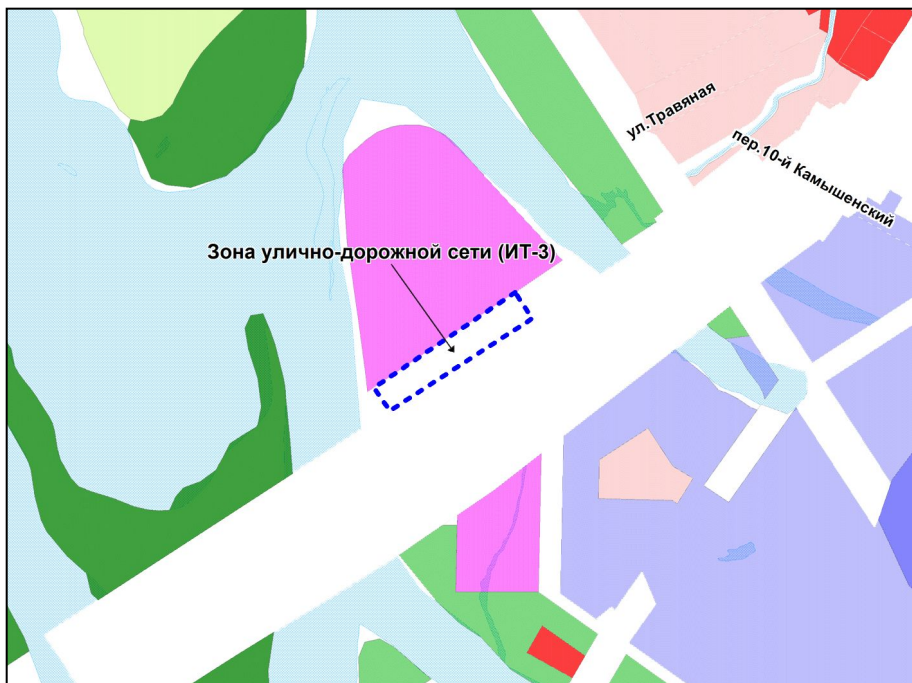 ул.Травяная
пер.10-й Камышенский
Зона улично-дорожной сети (ИТ-3)